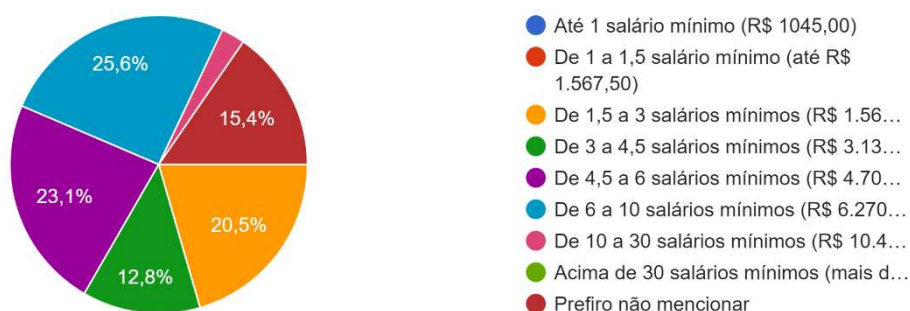 25,6%
15,4%
23,1%
20,5%
12,8%
Até 1 salário mínimo (R$ 1045,00)
De 1 a 1,5 salário mínimo (até R$
1.567,50)
De 1,5 a 3 salários mínimos (R$ 1.56...
De 3 a 4,5 salários mínimos (R$ 3.13...
De 4,5 a 6 salários mínimos (R$ 4.70...
De 6 a 10 salários mínimos (R$ 6.270...
De 10 a 30 salários mínimos (R$ 10.4...
Acima de 30 salários mínimos (mais d...
Prefiro não mencionar